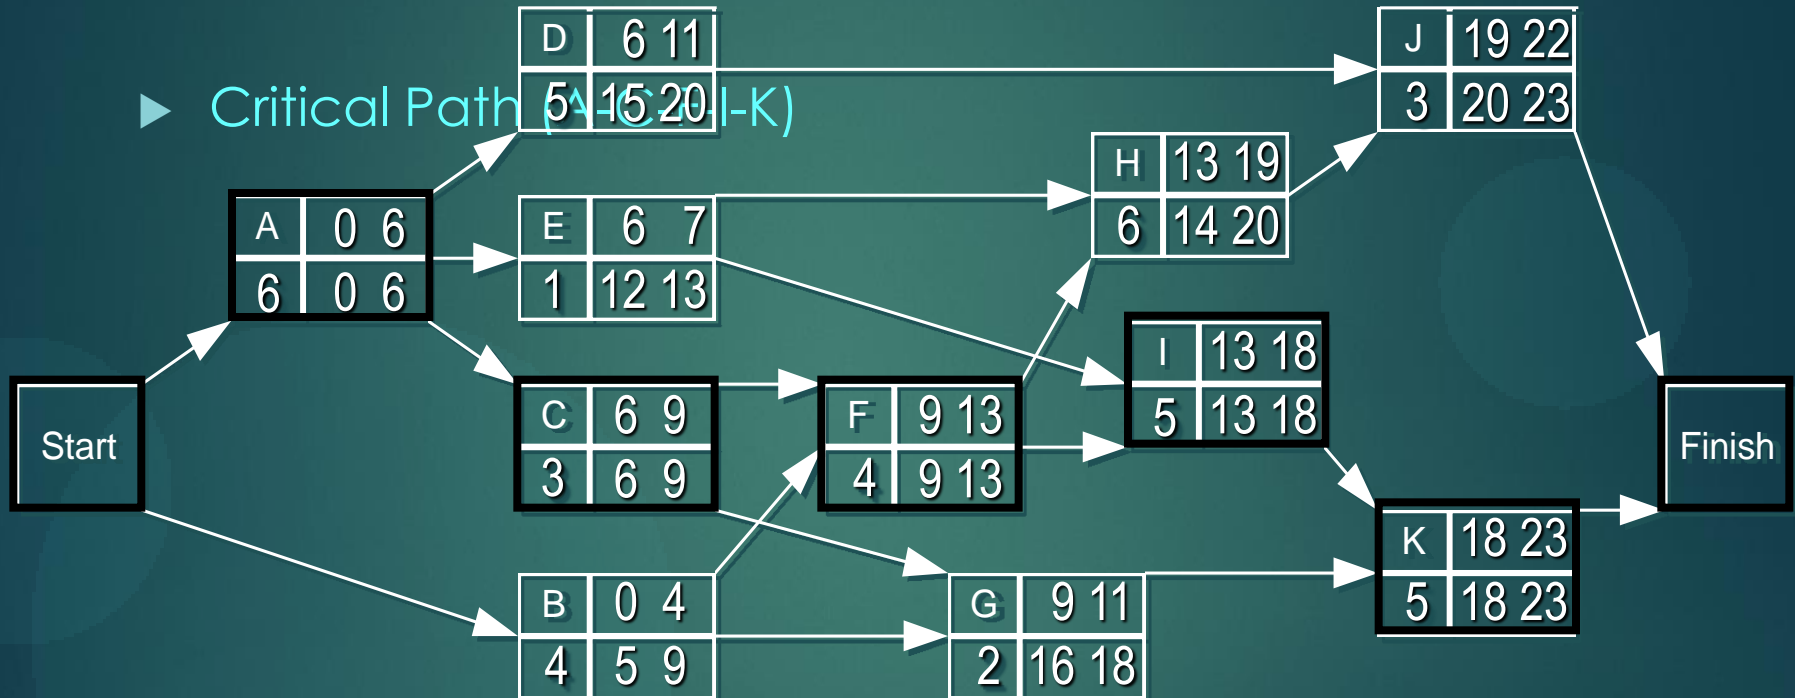 Critical Path (A-C-F-I-K)
D 6 11
5 15 20
J 19 22
3 20 23
H 13 19
6 14 20
A 0 6
6 0 6
E 6 7
1 12 13
I 13 18
5 13 18
Start
C 6 9
3 6 9
F 9 13
4 9 13
Finish
K 18 23
5 18 23
B 0 4
4 5 9
G 9 11
2 16 18